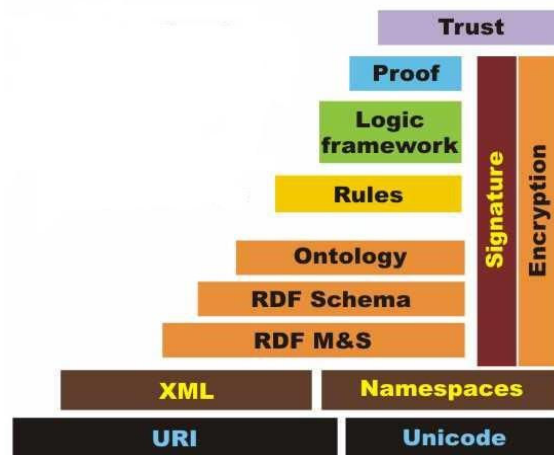 Trust
Proof
Logic
framework
Rules
Ontology
RDF Schema
RDF M&S
Signature
Encryption
XML
Namespaces
URI
Unicode